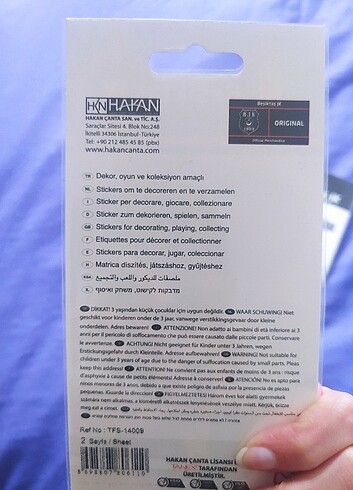 HKN HAKAN
HAKAN ÇANTA SAN. ve TİC. A.Ş.
Saraçlar Sitesi 4. Blok No:248
İkitelli 34306 İstanbul-Türkiye
Tel: +90 212 485 45 85 (pbx)
www.hakancanta.com
Beşiktaş JK
ORIGINAL
Official Merchandise
TR Dekor, oyun ve koleksiyon amaçlı
NL Stickers om te decoreren en te verzamelen
I Sticker per decorare, giocare, collezionare
D Sticker zum dekorieren, spielen, sammeln
GB Stickers for decorating, playing, collecting
F Etiquettes pour décorer et collectionner
E Stickers para decorar, jugar, coleccionar
H Matrica díszítés, játszáshoz, gyűjtéshez
ملصقات للديكور واللعب والتجميع
מדבקות לקישוט, משחק ואיסוף
DİKKAT! 3 yaşından küçük çocuklar için uygun değildir. WAARSCHUWING! Niet
geschikt voor kinderen onder de 3 jaar, vanwege verstikkingsgevaar door kleine
onderdelen. Adres bewaren! ATTENZIONE! Non adatto ai bambini di età inferiore ai 3
anni per il pericolo di soffocamento che può essere causato dalle piccole parti. Conservare
le avvertenze. ACHTUNG! Nicht geeignet für Kinder unter 3 Jahren, wegen
Erstickungsgefahr durch Kleinteile. Adresse aufbewahren! WARNING! Not suitable for
children under 3 years of age due to the danger of suffocation caused by small parts. Please
keep this address! ATTENTION! Ne convient pas aux enfants de moins de 3 ans, risque
d'asphyxie à cause de petits éléments! Adresse à conserver! ATENCIÓN! No es apto para
niños menores de 3 años, debido a que existe peligro de asfixia por la presencia de piezas
pequeñas. FIGYELMEZTETÉS! Három éves kor alatti gyermekek
számára nem alkalmas, a kisméretű alkatrészek
Ref No : TFS-14009
2 Sayfa / Sheet
HAKAN ÇANTA LİSANSI İLE
TARAFINDAN
ÜRETİLMİŞTİR.